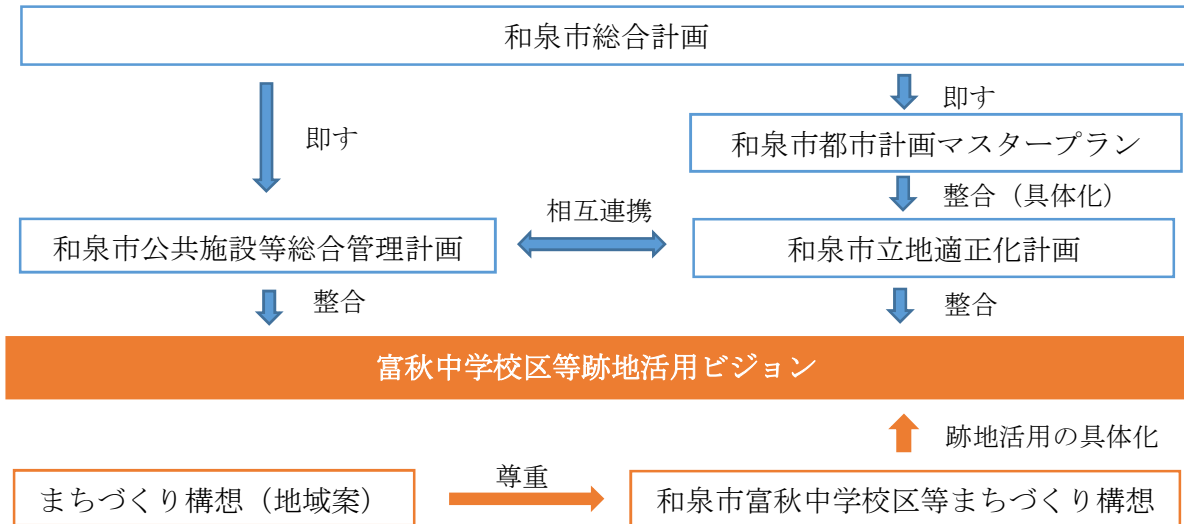 和泉市総合計画
即す
即す
和泉市都市計画マスタープラン
整合（具体化）
相互連携
和泉市公共施設等総合管理計画
和泉市立地適正化計画
整合
整合
富秋中学校区等跡地活用ビジョン
跡地活用の具体化
まちづくり構想（地域案）
尊重
和泉市富秋中学校区等まちづくり構想